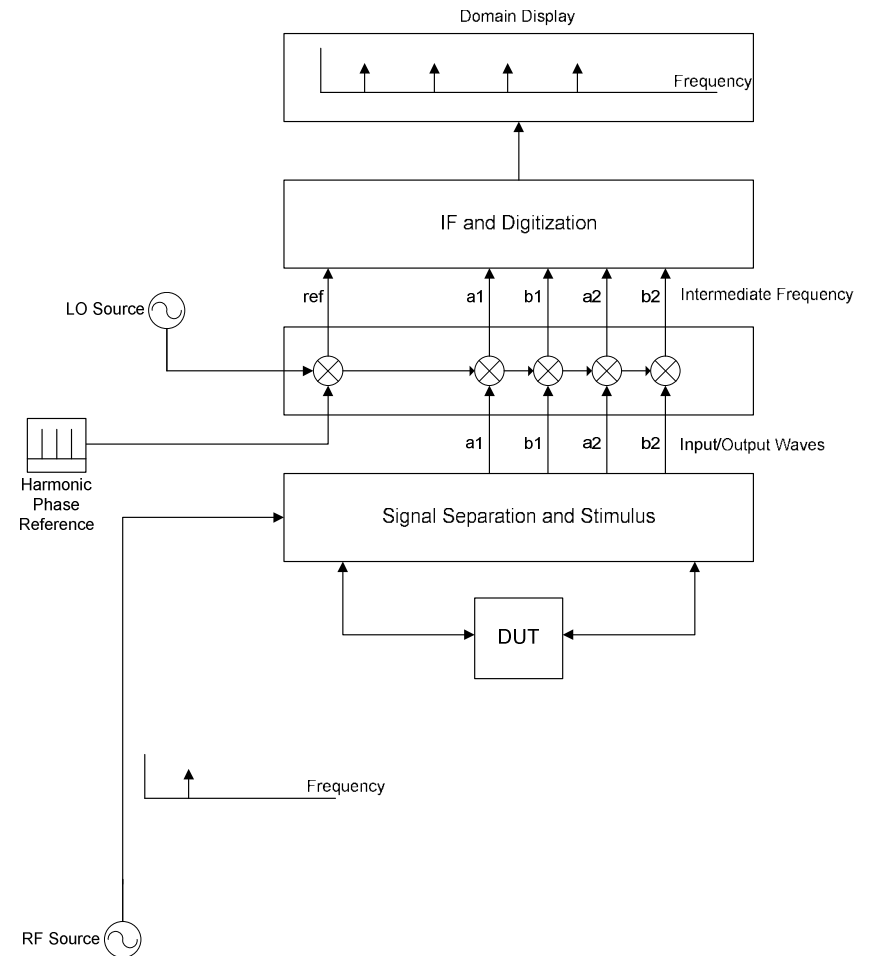 Domain Display
Frequency
IF and Digitization
ref
a1
b1
a2
b2
Intermediate Frequency
LO Source
a1
b1
a2
b2
Input/Output Waves
Harmonic
Phase
Reference
Signal Separation and Stimulus
DUT
Frequency
RF Source